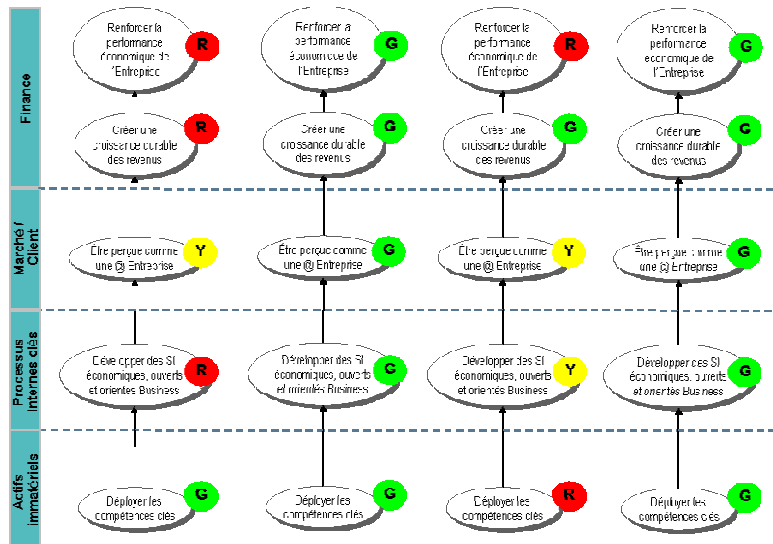 Finance
Renforcer la
performance
économique de
l'Entreprise
R
Renforcer la
performance
économique de
l'Entreprise
G
Renforcer la
performance
économique de
l'Entreprise
R
Renforcer la
performance
économique de
l'Entreprise
G
Créer une
croissance durable
des revenus
R
Créer une
croissance durable
des revenus
G
Créer une
croissance durable
des revenus
G
Créer une
croissance durable
des revenus
G
Marché /
Client
Être perçue comme
une @ Entreprise
Y
Être perçue comme
une @ Entreprise
G
Être perçue comme
une @ Entreprise
Y
Être perçue comme
une @ Entreprise
G
Processus
Internes clés
Développer des SI
économiques, ouverts
et orientés Business
R
Développer des SI
économiques, ouverts
et orientés Business
G
Développer des SI
économiques, ouverts
et orientés Business
Y
Développer des SI
économiques, ouverts
et orientés Business
G
Actifs
immatériels
Déployer les
compétences clés
G
Déployer les
compétences clés
G
Déployer les
compétences clés
R
Déployer les
compétences clés
G